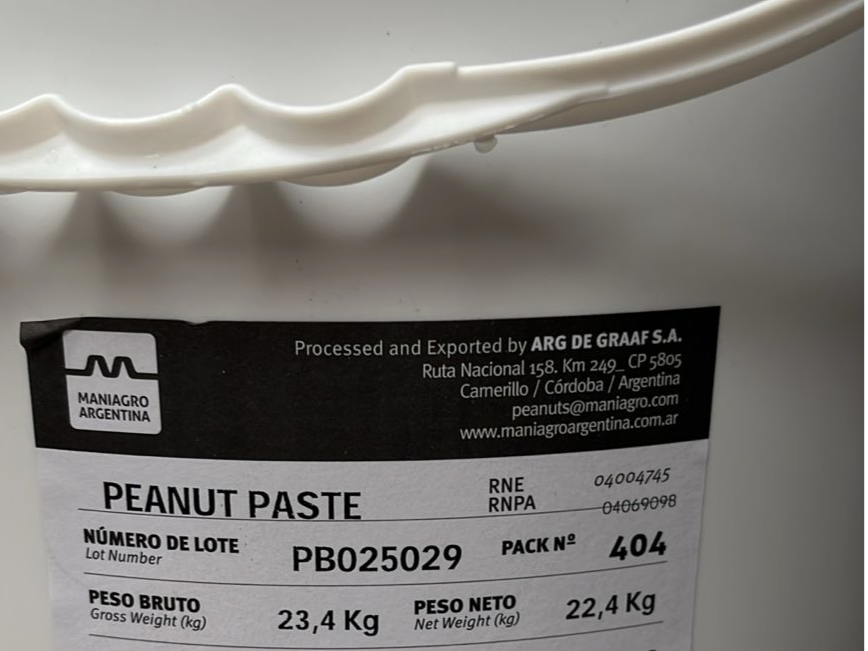 MANIAGRO
ARGENTINA
Processed and Exported by ARG DE GRAAF S.A.
Ruta Nacional 158. Km 249_ CP 5805
Camerillo / Córdoba / Argentina
peanuts@maniagro.com
www.maniagroargentina.com.ar
PEANUT PASTE
RNE 04004745
RNPA 04069098
NÚMERO DE LOTE PB025029 PACK Nº 404
Lot Number
PESO BRUTO 23,4 Kg PESO NETO 22,4 Kg
Gross Weight (kg) Net Weight (kg)